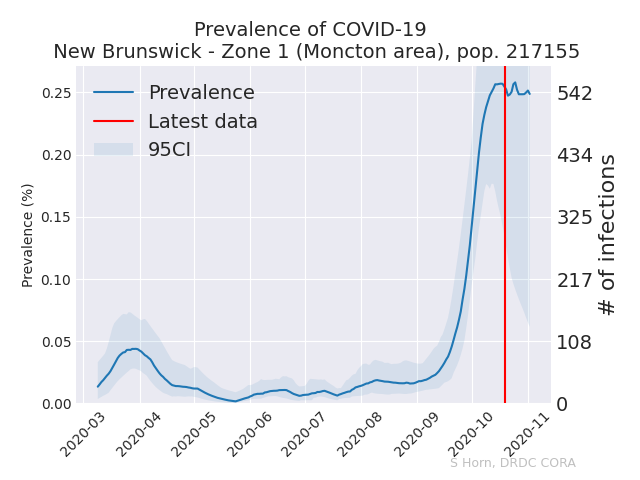 Prevalence of COVID-19
New Brunswick - Zone 1 (Moncton area), pop. 217155
Prevalence
Latest data
95CI
Prevalence (%)
0.25
0.20
0.15
0.10
0.05
0.00
542
434
325
217
108
0
# of infections
2020-03
2020-04
2020-05
2020-06
2020-07
2020-08
2020-09
2020-10
2020-11
S Horn, DRDC CORA